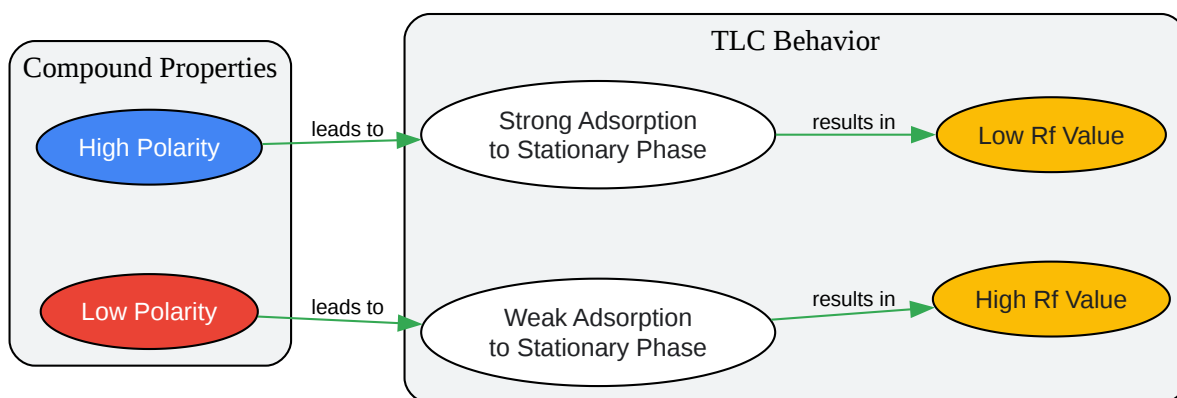 Compound Properties
TLC Behavior
High Polarity
leads to
Strong Adsorption
to Stationary Phase
results in
Low Rf Value
Low Polarity
leads to
Weak Adsorption
to Stationary Phase
results in
High Rf Value